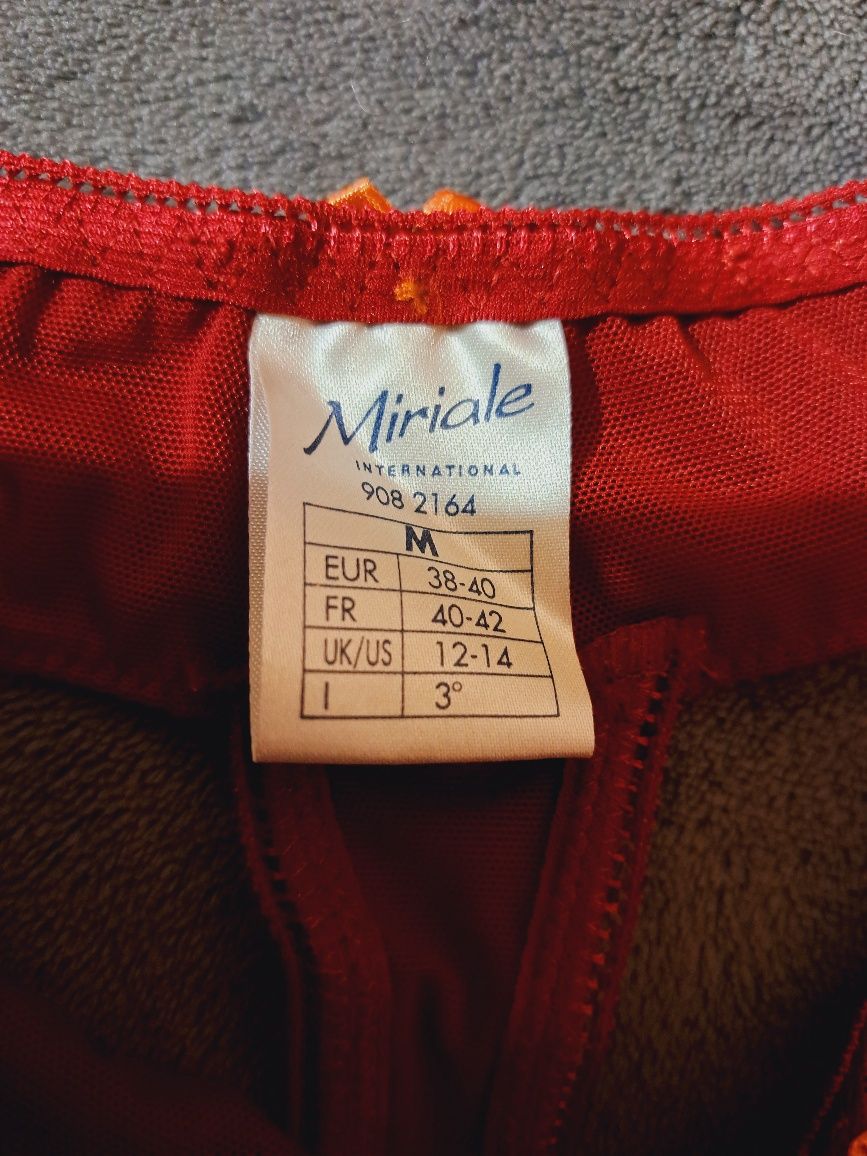 Miriale
INTERNATIONAL
908 2164
M
EUR 38-40
FR 40-42
UK/US 12-14
I 3°